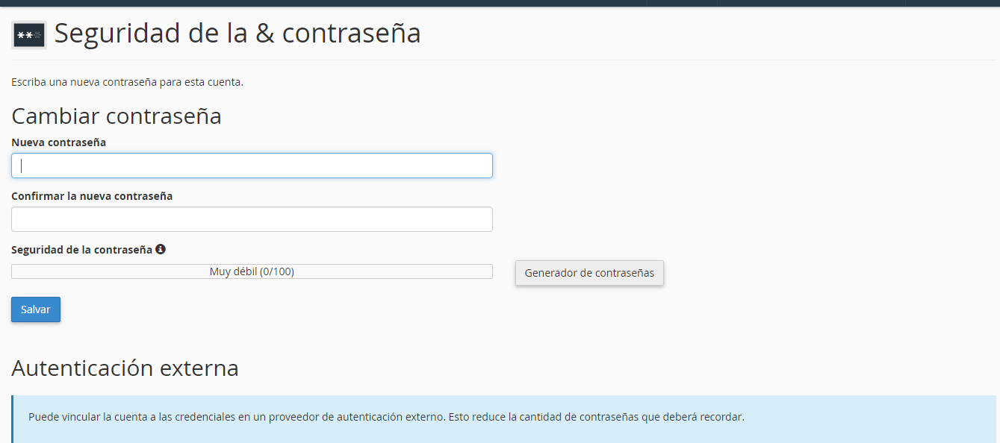 Seguridad de la & contraseña
Escriba una nueva contraseña para esta cuenta.
Cambiar contraseña
Nueva contraseña
Confirmar la nueva contraseña
Seguridad de la contraseña
Muy débil (0/100)
Generador de contraseñas
Salvar
Autenticación externa
Puede vincular la cuenta a las credenciales en un proveedor de autenticación externo. Esto reduce la cantidad de contraseñas que deberá recordar.